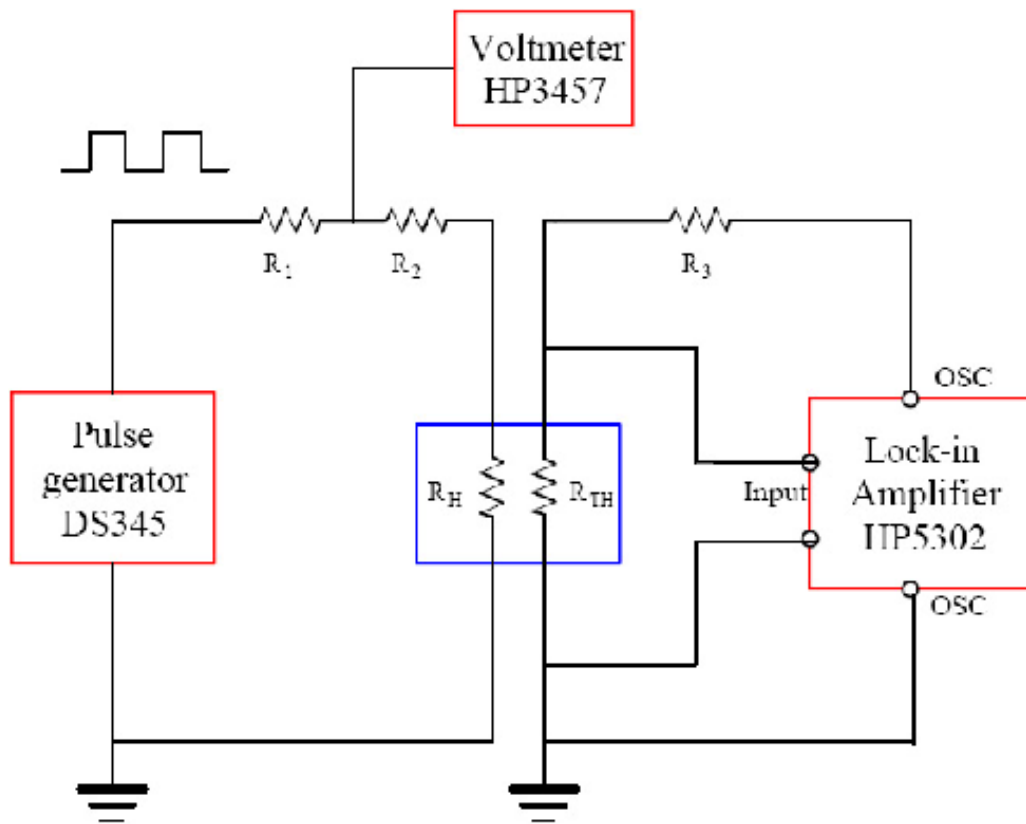 Voltmeter
HP3457
R1
R2
R3
OSC
Pulse
generator
DS345
RH
RTH
Input
Lock-in
Amplifier
HP5302
OSC